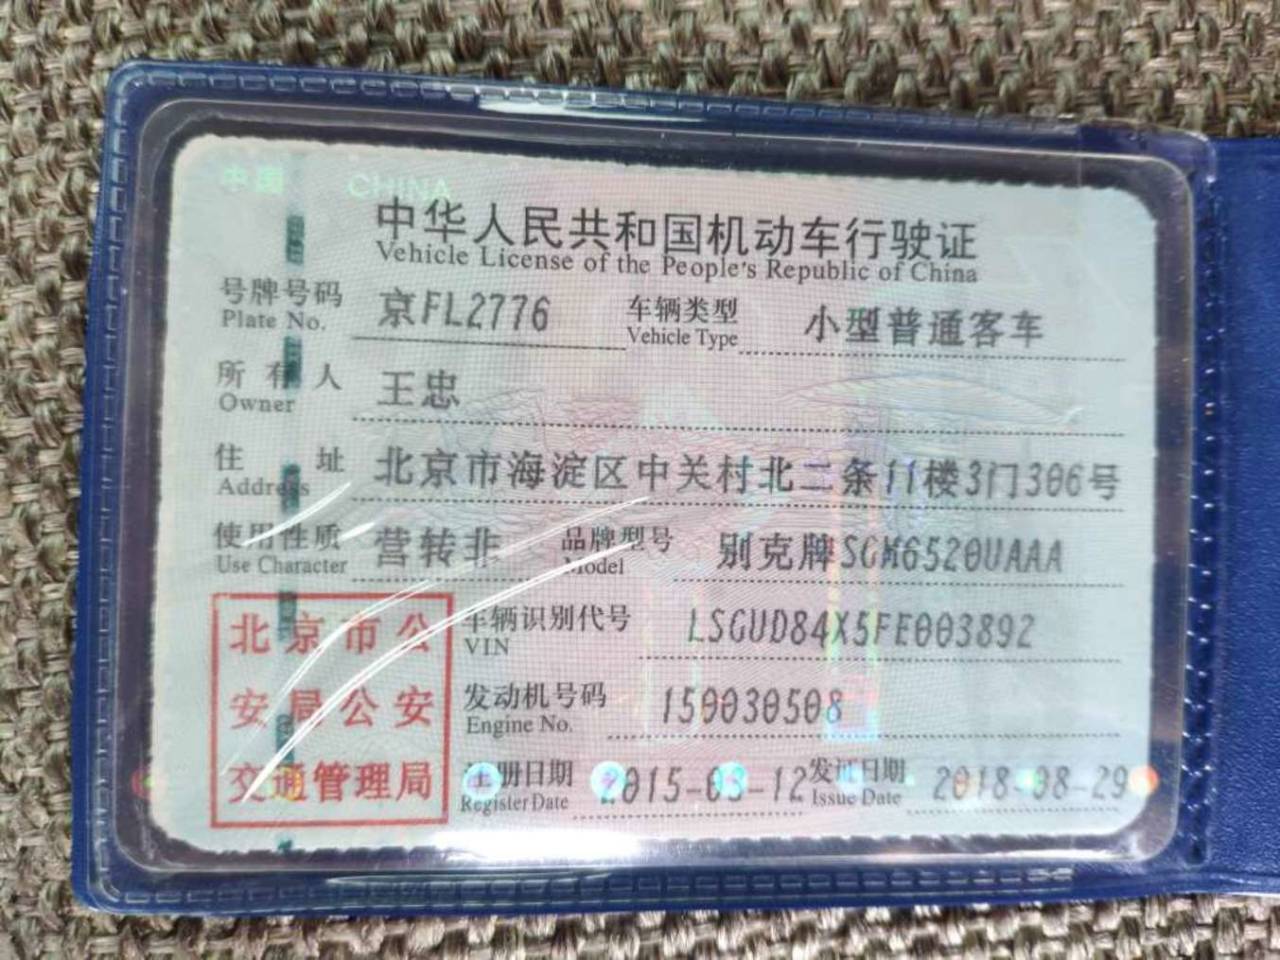 中国 CHINA
中华人民共和国机动车行驶证
Vehicle License of the People's Republic of China
号牌号码 京FL2776 车辆类型 小型普通客车
Plate No. Vehicle Type
所有人 王忠
Owner
住址 北京市海淀区中关村北二条11楼3门306号
Address
使用性质 营转非 品牌型号 别克牌SGM6520UAAA
Use Character Model
北京市公
安局公安
交通管理局
车辆识别代号 LSGUD84X5FE003892
VIN
发动机号码 150030508
Engine No.
注册日期 2015-03-12 发证日期 2018-08-29
Register Date Issue Date